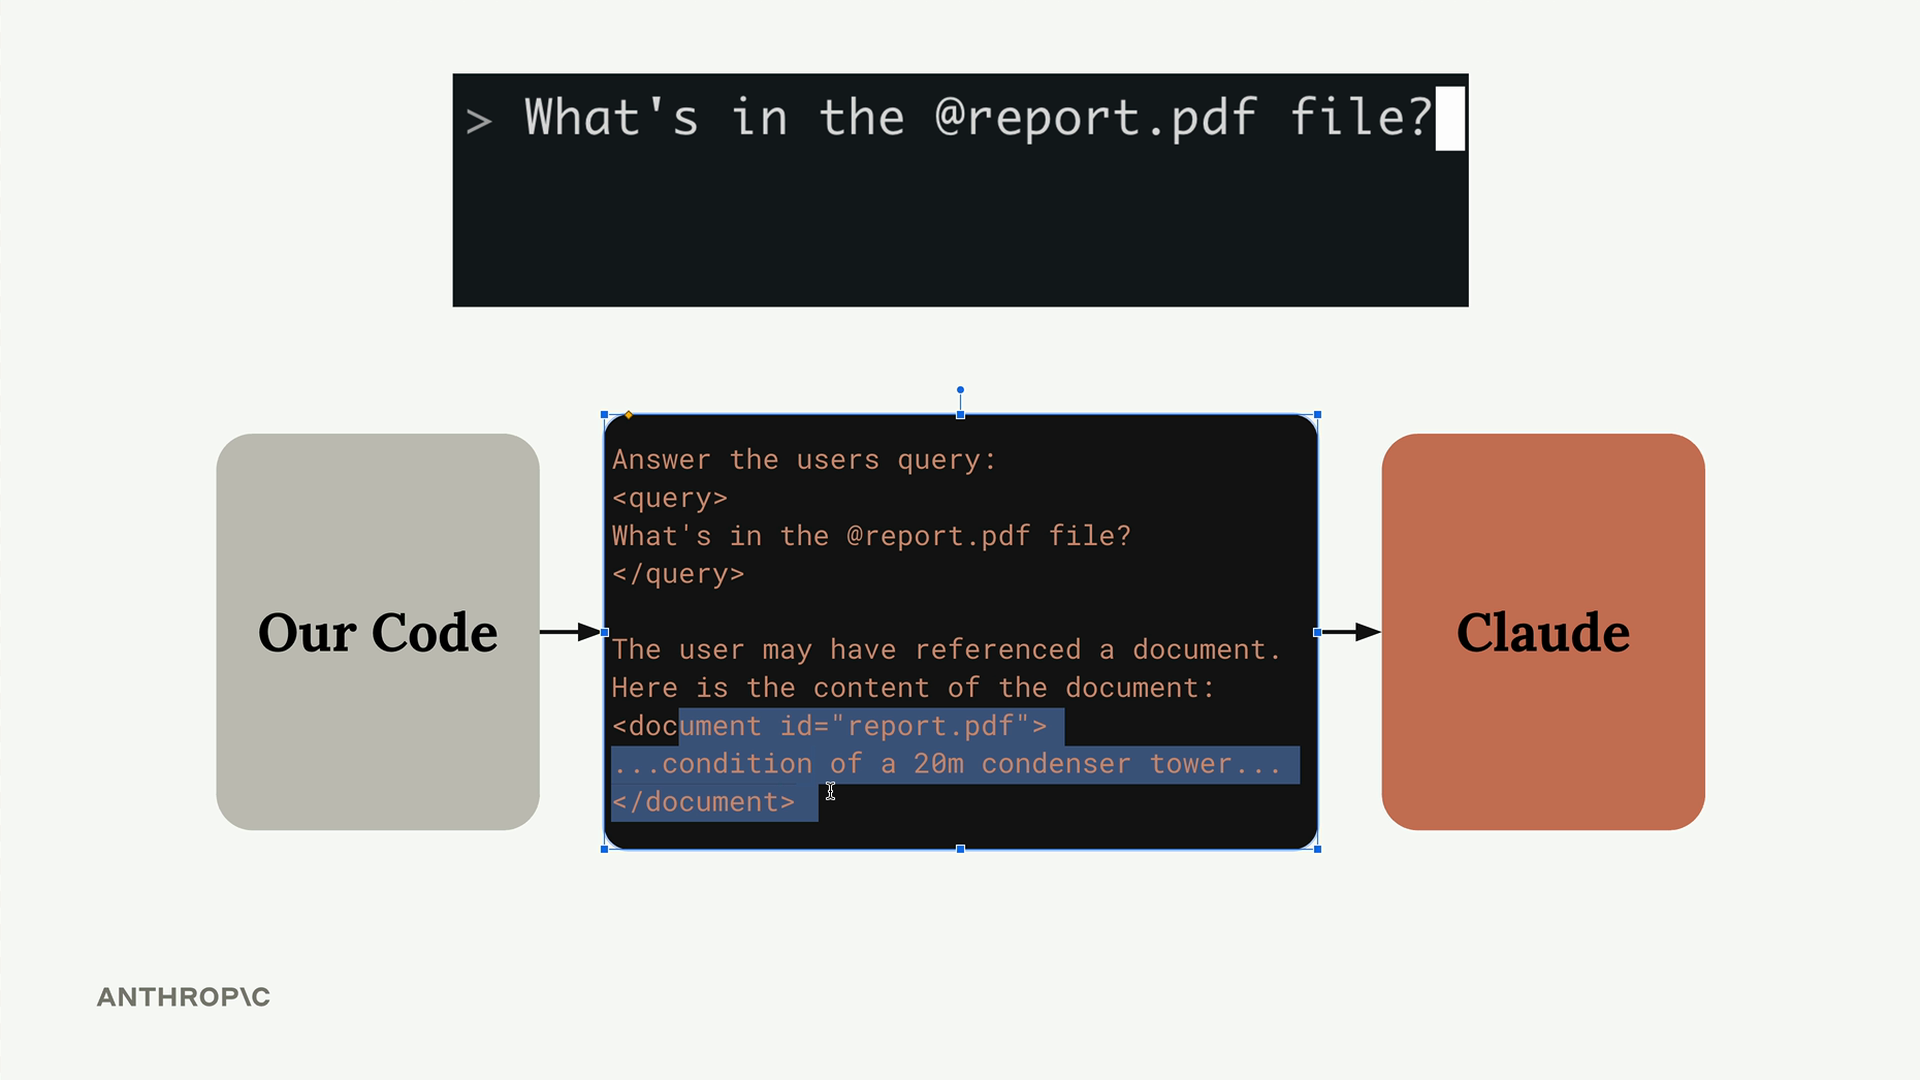 > What's in the @report.pdf file?
Our Code
Answer the users query:
<query>
What's in the @report.pdf file?
</query>
The user may have referenced a document.
Here is the content of the document:
<document id="report.pdf">
...condition of a 20m condenser tower...
</document>
Claude
ANTHROP\C